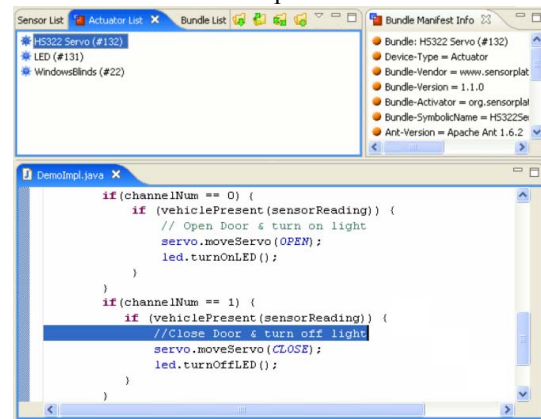 Sensor List Actuator List Bundle List
HS322 Servo (#132)
LED (#131)
WindowsBlinds (#22)
Bundle Manifest Info
Bundle: HS322 Servo (#132)
Device-Type = Actuator
Bundle-Vendor = www.sensorplat
Bundle-Version = 1.1.0
Bundle-Activator = org.sensorplat
Bundle-SymbolicName = HS322Ser
Ant-Version = Apache Ant 1.6.2
DemoImpl.java
if(channelNum == 0) {
if (vehiclePresent(sensorReading)) {
// Open Door & turn on light
servo.moveServo(OPEN);
led.turnOnLED();
}
}
if(channelNum == 1) {
if (vehiclePresent(sensorReading)) {
//Close Door & turn off light
servo.moveServo(CLOSE);
led.turnOffLED();
}
}